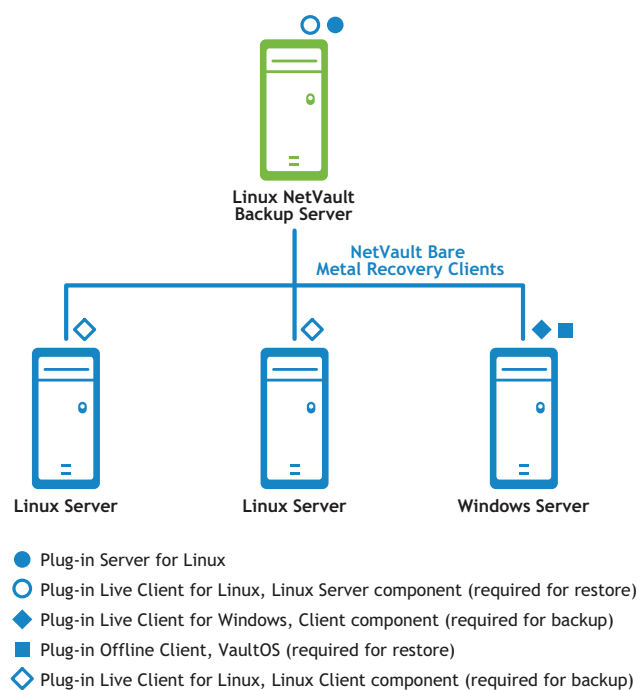 Linux NetVault
Backup Server
NetVault Bare
Metal Recovery Clients
Linux Server
Linux Server
Windows Server
Plug-in Server for Linux
Plug-in Live Client for Linux, Linux Server component (required for restore)
Plug-in Live Client for Windows, Client component (required for backup)
Plug-in Offline Client, VaultOS (required for restore)
Plug-in Live Client for Linux, Linux Client component (required for backup)